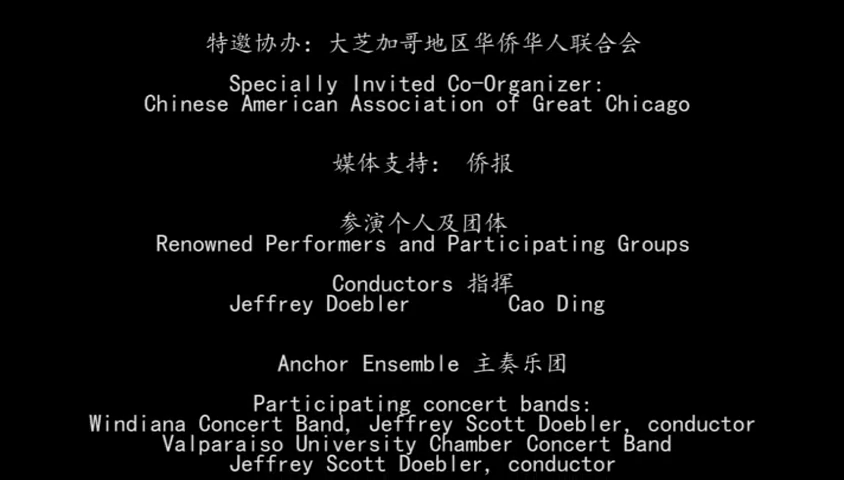 特邀协办：大芝加哥地区华侨华人联合会
Specially Invited Co-Organizer:
Chinese American Association of Great Chicago
媒体支持： 侨报
参演个人及团体
Renowned Performers and Participating Groups
Conductors 指挥
Jeffrey Doebler Cao Ding
Anchor Ensemble 主奏乐团
Participating concert bands:
Windiana Concert Band, Jeffrey Scott Doebler, conductor
Valparaiso University Chamber Concert Band
Jeffrey Scott Doebler, conductor